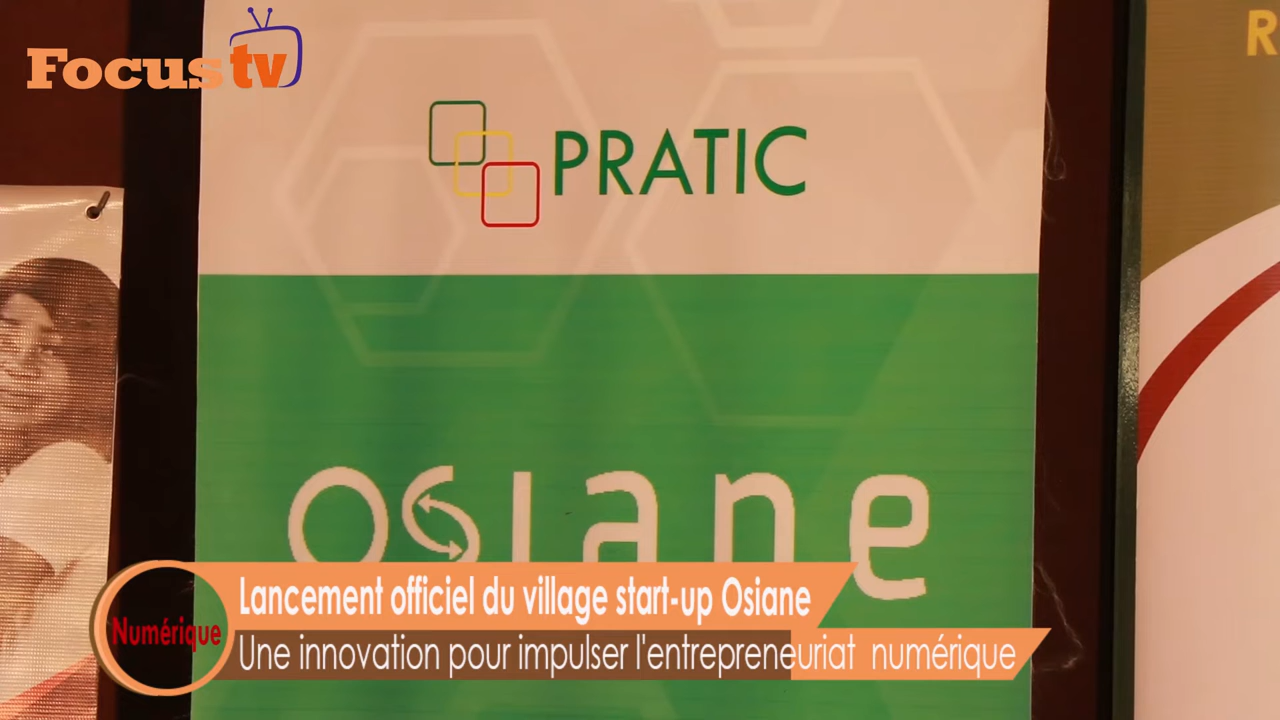 Focus tv
R
PRATIC
osiane
Lancement officiel du village start-up Osiane
Numérique
Une innovation pour impulser l'entrepreneuriat numérique